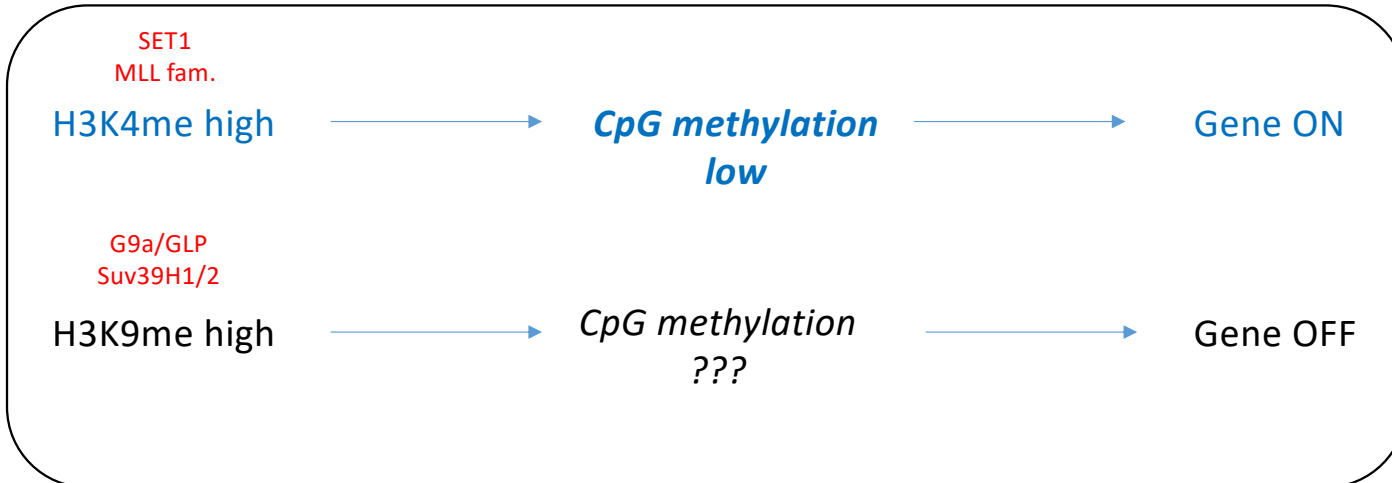 SET1
MLL fam.
H3K4me high
CpG methylation
low
Gene ON
G9a/GLP
Suv39H1/2
H3K9me high
CpG methylation
???
Gene OFF